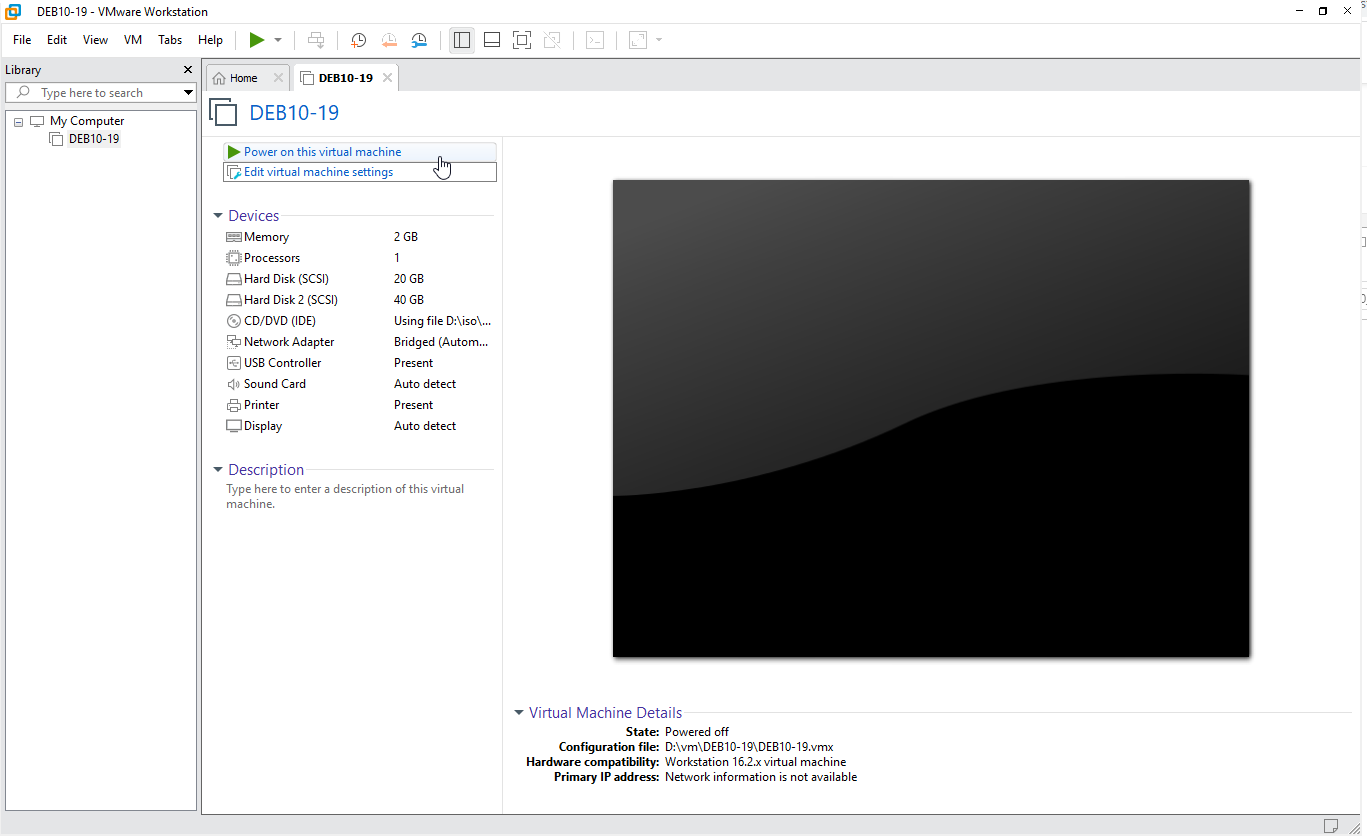 DEB10-19 - VMware Workstation
File Edit View VM Tabs Help
Library
Type here to search
My Computer
DEB10-19
Home
DEB10-19
DEB10-19
Power on this virtual machine
Edit virtual machine settings
Devices
Memory 2 GB
Processors 1
Hard Disk (SCSI) 20 GB
Hard Disk 2 (SCSI) 40 GB
CD/DVD (IDE) Using file D:\iso\...
Network Adapter Bridged (Autom...
USB Controller Present
Sound Card Auto detect
Printer Present
Display Auto detect
Description
Type here to enter a description of this virtual
machine.
Virtual Machine Details
State: Powered off
Configuration file: D:\vm\DEB10-19\DEB10-19.vmx
Hardware compatibility: Workstation 16.2.x virtual machine
Primary IP address: Network information is not available